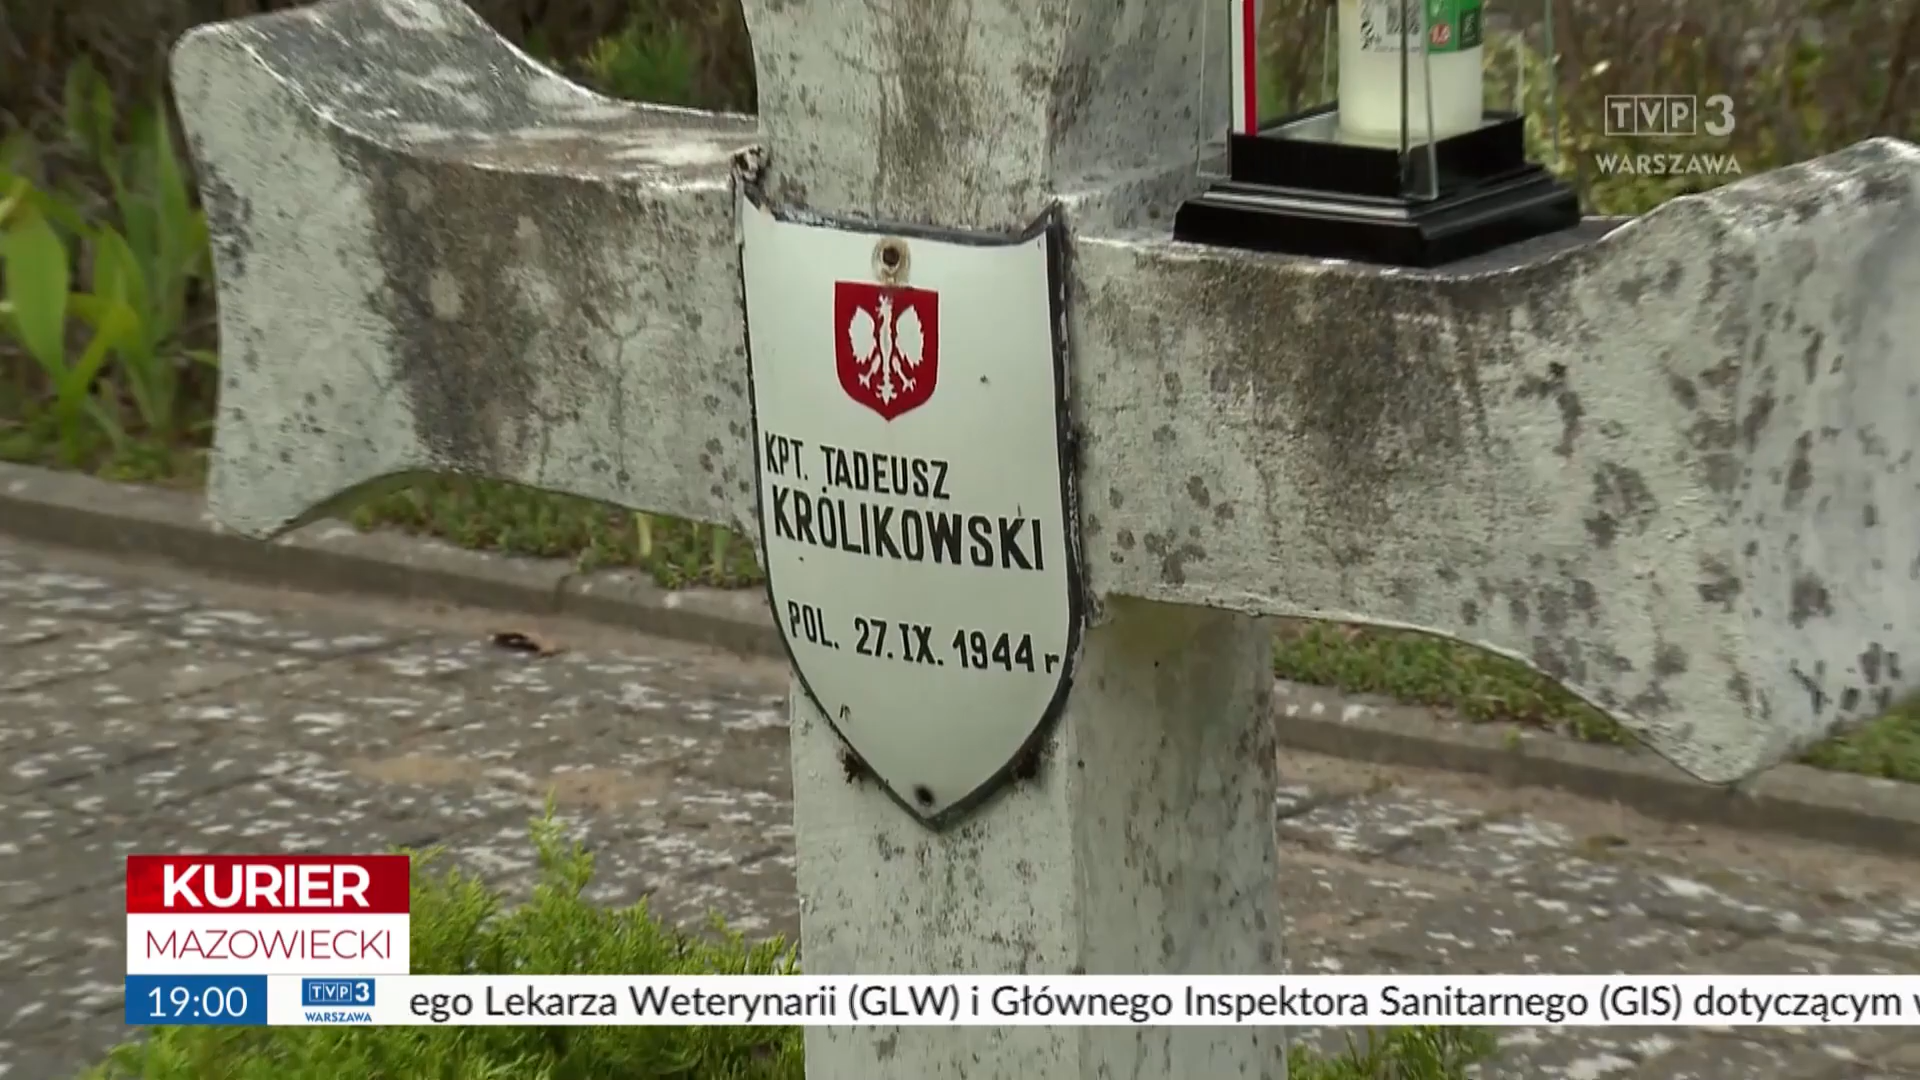 TVP 3
WARSZAWA
KPT. TADEUSZ
KRÓLIKOWSKI
POL. 27. IX. 1944 r
KURIER
MAZOWIECKI
19:00
TVP 3
WARSZAWA
ego Lekarza Weterynarii (GLW) i Głównego Inspektora Sanitarnego (GIS) dotyczącym